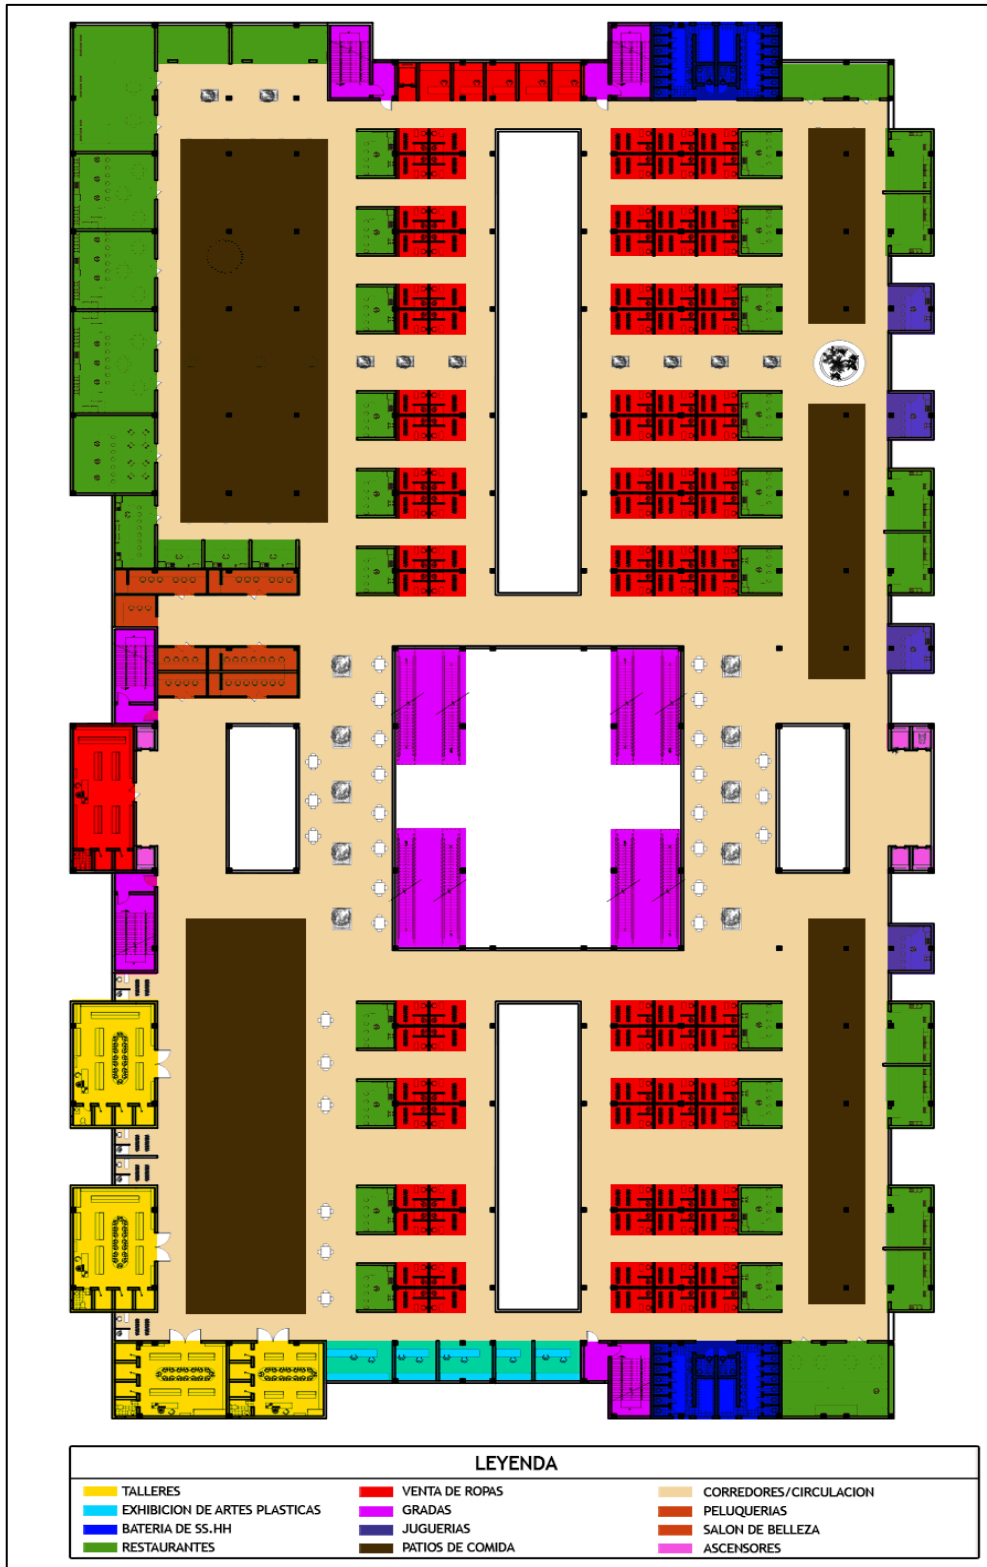 LEYENDA
TALLERES
VENTA DE ROPAS
CORREDORES/CIRCULACION
EXHIBICION DE ARTES PLASTICAS
GRADAS
PELUQUERIAS
BATERIA DE SS.HH
JUGUERIAS
SALON DE BELLEZA
RESTAURANTES
PATIOS DE COMIDA
ASCENSORES